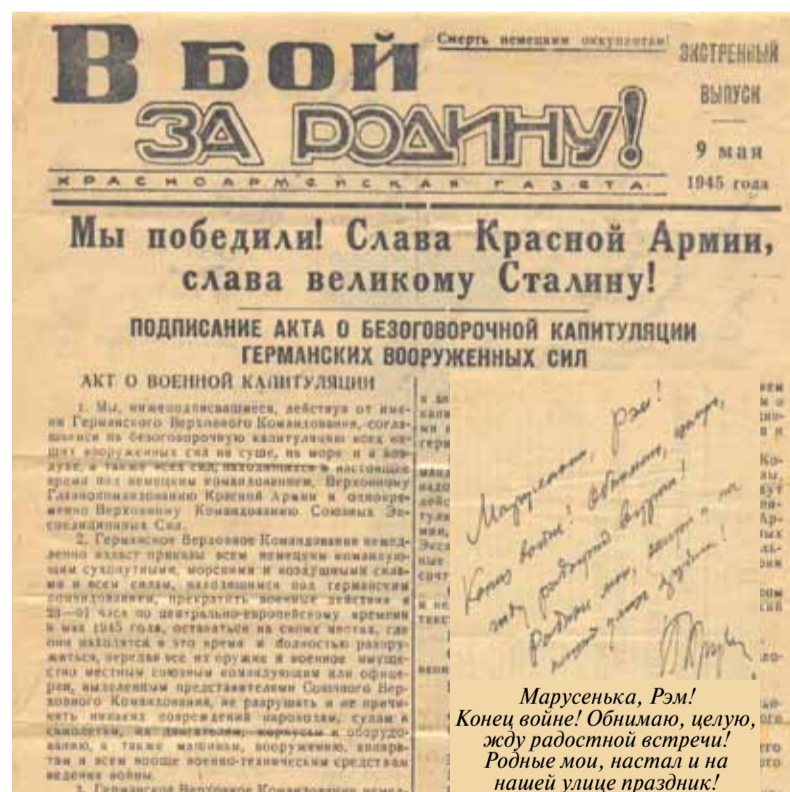 В БОЙ
ЗА РОДИНУ!
Смерть немецким оккупантам!
ЭКСТРЕННЫЙ
ВЫПУСК
9 мая
1945 года
КРАСНОАРМЕЙСКАЯ ГАЗЕТА
Мы победили! Слава Красной Армии,
слава великому Сталину!
ПОДПИСАНИЕ АКТА О БЕЗОГОВОРОЧНОЙ КАПИТУЛЯЦИИ
ГЕРМАНСКИХ ВООРУЖЕННЫХ СИЛ
АКТ О ВОЕННОЙ КАПИТУЛЯЦИИ
1. Мы, нижеподписавшиеся, действуя от име-
ни Германского Верховного Командования, согла-
шаемся на безоговорочную капитуляцию всех на-
ших вооруженных сил на суше, на море и в воз-
духе, а также всех сил, находящихся в настоящее
время под немецким командованием, Верховному
Главнокомандованию Красной Армии и одновре-
менно Верховному Командованию Союзных Экс-
педиционных Сил.
2. Германское Верховное Командование немед-
ленно издаст приказы всем немецким командую-
щим сухопутными, морскими и воздушными сила-
ми и всем силам, находящимся под германским
командованием, прекратить военные действия в
23—01 часа по центрально-европейскому времени
8 мая 1945 года, оставаться на своих местах, где
они находятся в это время и полностью разору-
житься, передав все их оружие и военное имуще-
ство местным союзным командующим или офице-
рам, выделенным представителями Союзного Вер-
ховного Командования, не разрушать и не причи-
нять никаких повреждений пароходам, судам и
самолетам, их двигателям, корпусам и оборудо-
ванию, а также машинам, вооружению, аппара-
там и всем вообще военно-техническим средствам
ведения войны.
3. Германское Верховное Командование немед-
Марусенька, Рэм!
Конец войне! Обнимаю, целую,
жду радостной встречи!
Родные мои, настал и на
нашей улице праздник!
Марусенька, Рэм!
Конец войне! Обнимаю, целую,
жду радостной встречи!
Родные мои, настал и на
нашей улице праздник!